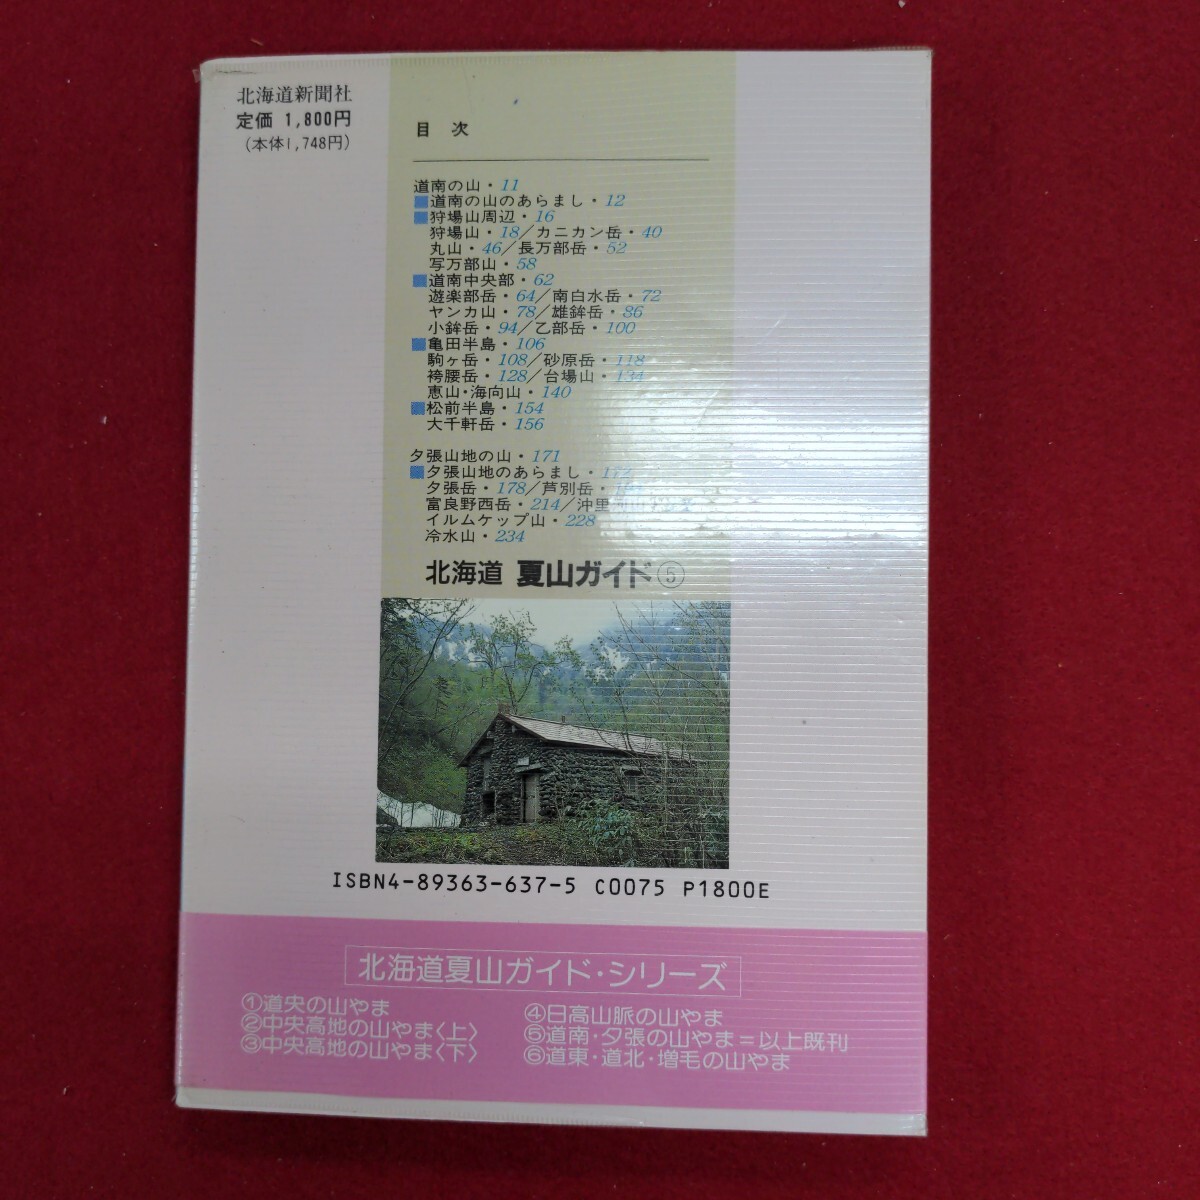 北海道新聞社
定価 1,800円
(本体1,748円)
目 次
道南の山・11
■道南の山のあらまし・12
■狩場山周辺・16
狩場山・18／カニカン岳・40
丸山・46／長万部岳・52
写万部山・58
■道南中央部・62
遊楽部岳・64／南白水岳・72
ヤンカ山・78／雄鉾岳・86
小鉾岳・94／乙部岳・100
■亀田半島・106
駒ヶ岳・108／砂原岳・118
袴腰岳・128／台場山・134
恵山・海向山・140
■松前半島・154
大千軒岳・156
夕張山地の山・171
■夕張山地のあらまし・172
夕張岳・178／芦別岳・
富良野西岳・214／沖里河山・
イルムケップ山・228
冷水山・234
北海道 夏山ガイド⑤
ISBN4-89363-637-5 C0075 P1800E
北海道夏山ガイド・シリーズ
①道央の山やま
②中央高地の山やま〈上〉
③中央高地の山やま〈下〉
④日高山脈の山やま
⑤道南・夕張の山やま＝以上既刊
⑥道東・道北・増毛の山やま